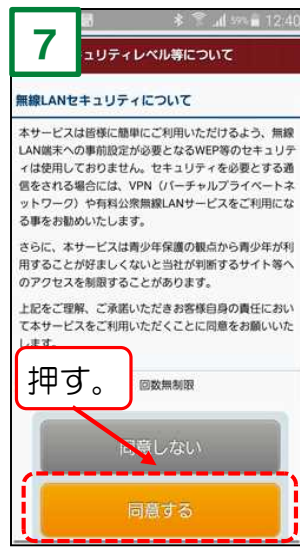 7
59% 12:40
ュリティレベル等について
無線LANセキュリティについて
本サービスは皆様に簡単にご利用いただけるよう、無線
LAN端末への事前設定が必要となるWEP等のセキュリテ
ィは使用しておりません。セキュリティを必要とする通
信をされる場合には、VPN（バーチャルプライベートネ
ットワーク）や有料公衆無線LANサービスをご利用にな
る事をお勧めいたします。
さらに、本サービスは青少年保護の観点から青少年が利
用することが好ましくないと当社が判断するサイト等へ
のアクセスを制限することがあります。
上記をご理解、ご承諾いただきお客様自身の責任におい
て本サービスをご利用いただくことに同意をお願いいた
します。
押す。
回数無制限
同意しない
同意する